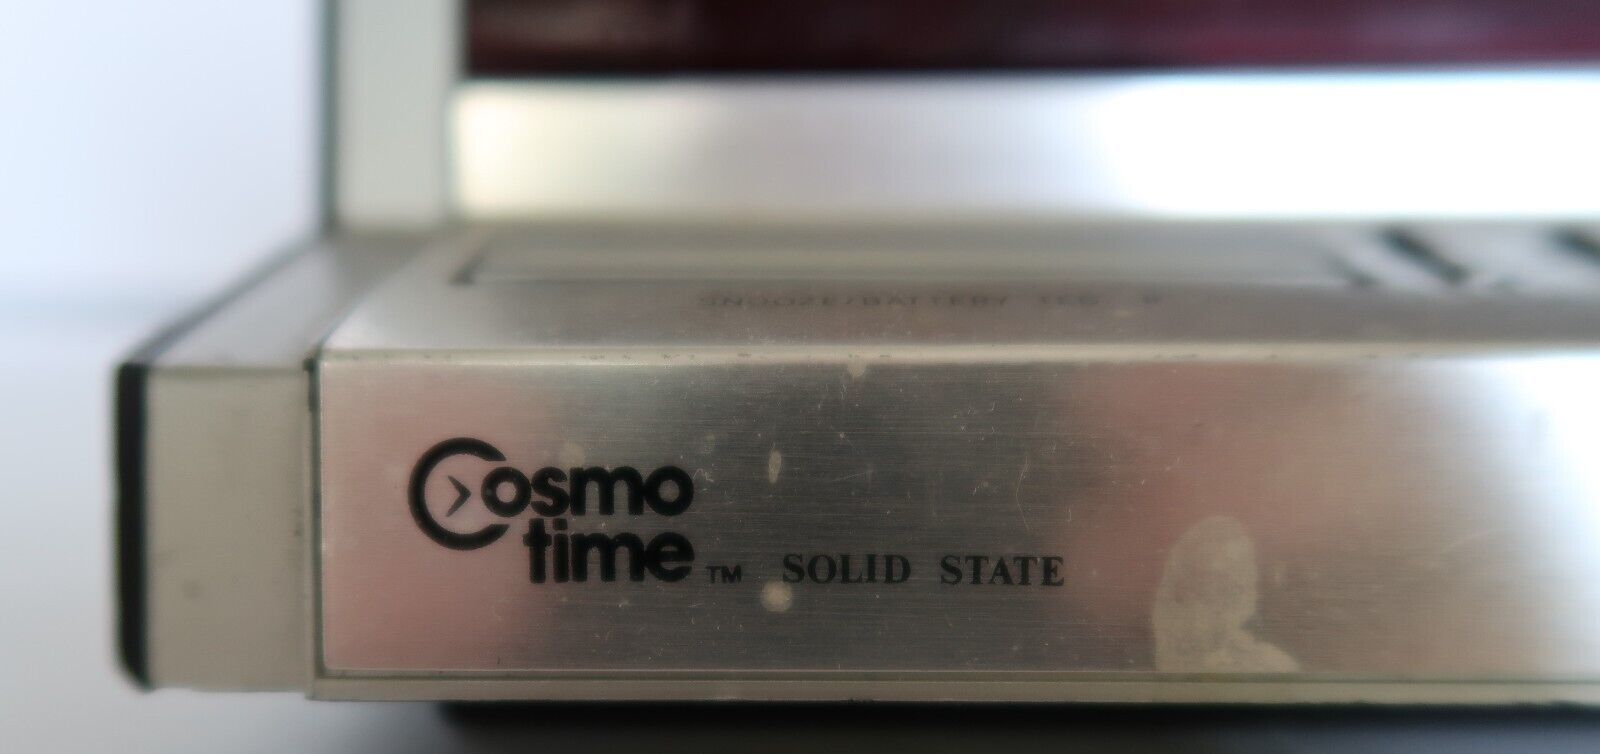 SNOOZE/BATTERY
Cosmo
time TM SOLID STATE